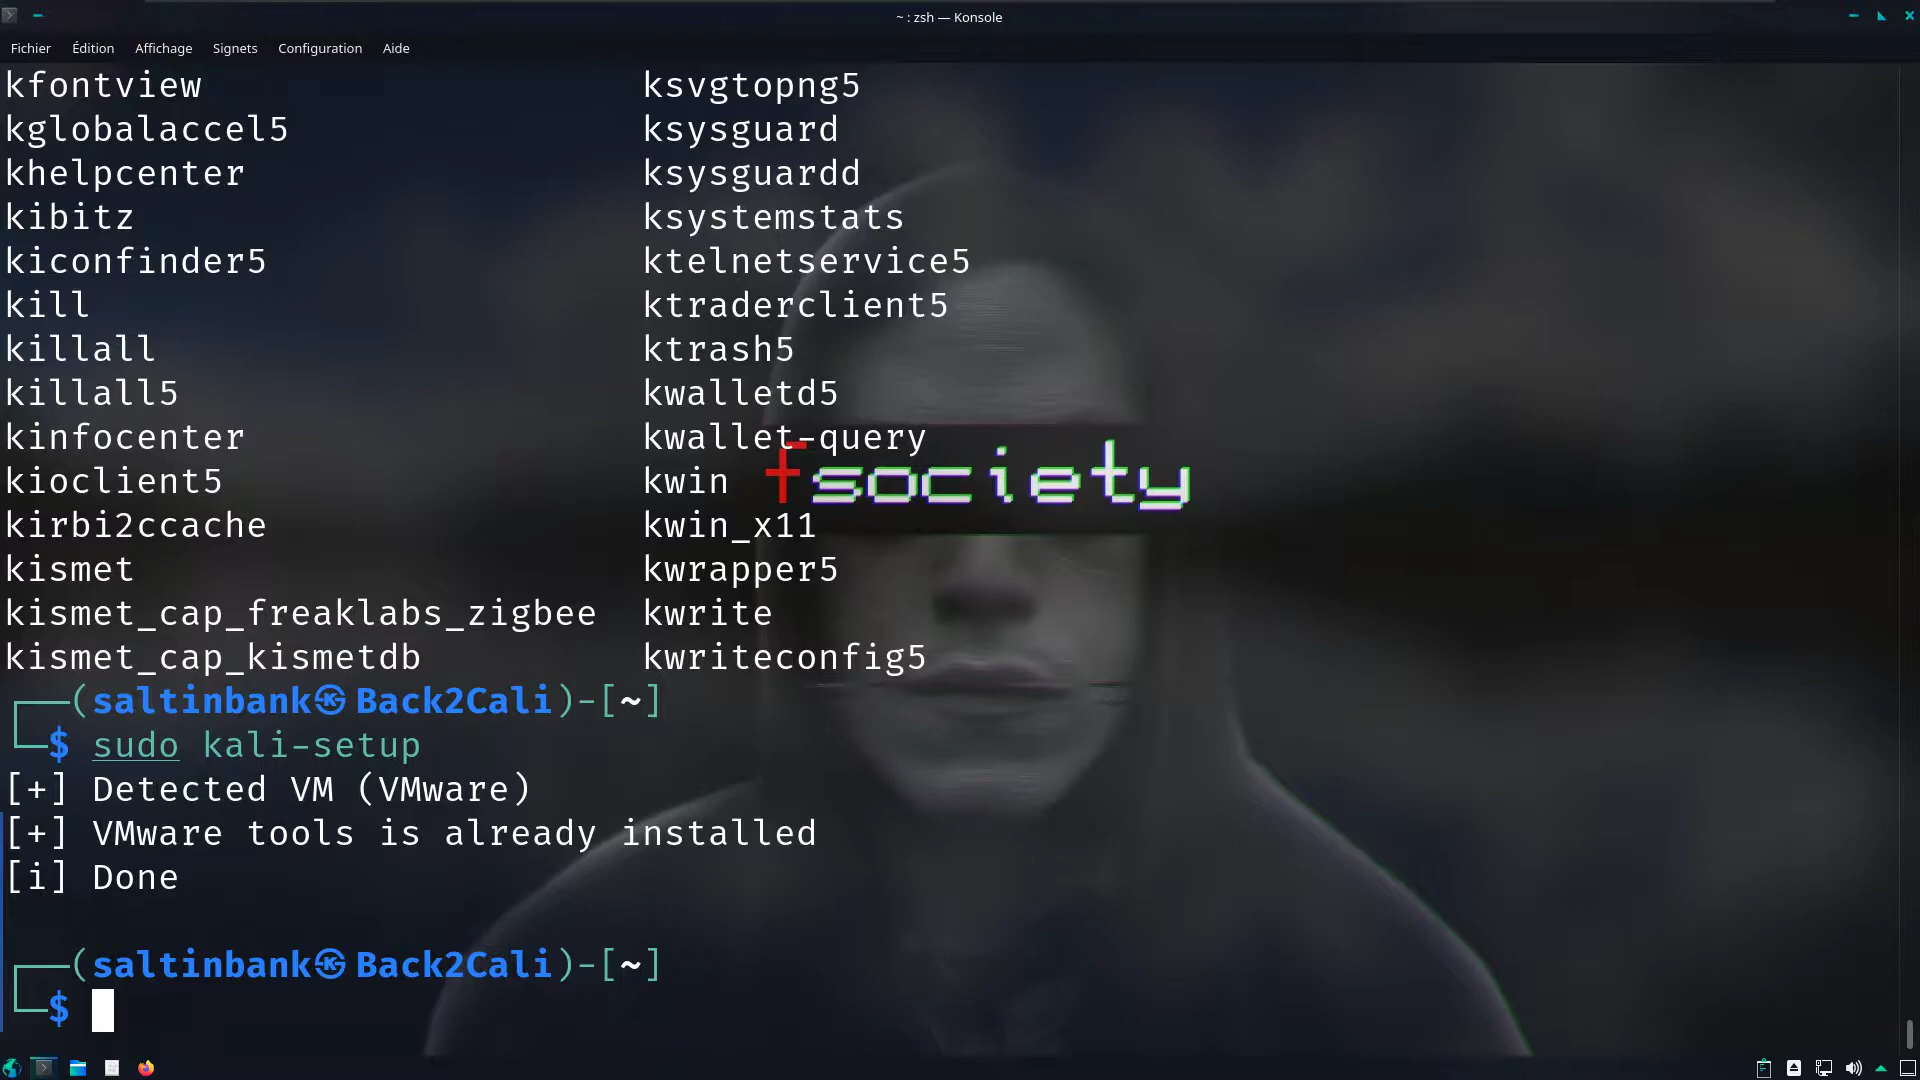 ~ : zsh — Konsole
Fichier Édition Affichage Signets Configuration Aide
kfontview ksvgtopng5
kglobalaccel5 ksysguard
khelpcenter ksysguardd
kibitz ksystemstats
kiconfinder5 ktelnetservice5
kill ktraderclient5
killall ktrash5
killall5 kwalletd5
kinfocenter kwallet-query
kioclient5 kwin
fsociety
kirbi2ccache kwin_x11
kismet kwrapper5
kismet_cap_freaklabs_zigbee kwrite
kismet_cap_kismetdb kwriteconfig5
┌──(saltinbank㉿Back2Cali)-[~]
└─$ sudo kali-setup
[+] Detected VM (VMware)
[+] VMware tools is already installed
[i] Done
┌──(saltinbank㉿Back2Cali)-[~]
└─$